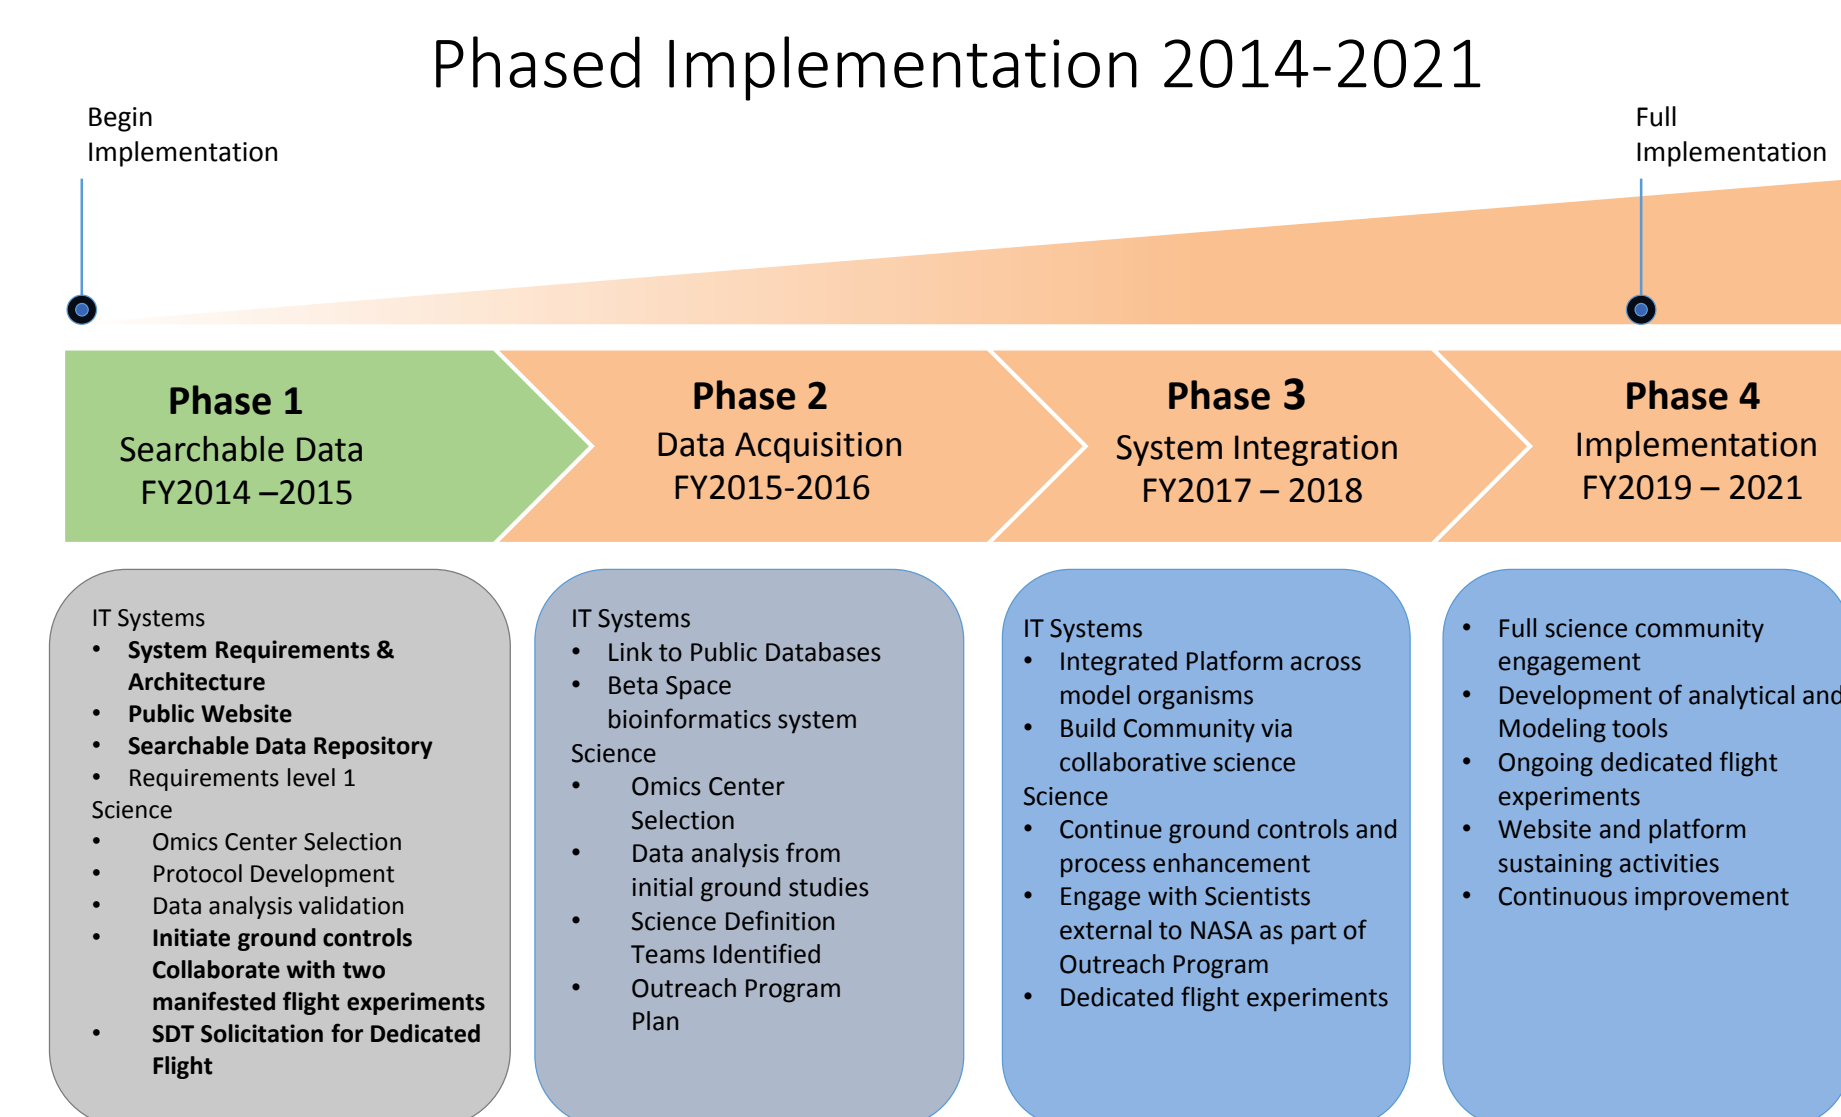 Phased Implementation 2014-2021
Begin
Implementation
Full
Implementation
Phase 1
Searchable Data
FY2014 –2015
Phase 2
Data Acquisition
FY2015-2016
Phase 3
System Integration
FY2017 – 2018
Phase 4
Implementation
FY2019 – 2021
IT Systems
• System Requirements &
Architecture
• Public Website
• Searchable Data Repository
• Requirements level 1
Science
• Omics Center Selection
• Protocol Development
• Data analysis validation
• Initiate ground controls
Collaborate with two
manifested flight experiments
• SDT Solicitation for Dedicated
Flight
IT Systems
• Link to Public Databases
• Beta Space
bioinformatics system
Science
• Omics Center
Selection
• Data analysis from
initial ground studies
• Science Definition
Teams Identified
• Outreach Program
Plan
IT Systems
• Integrated Platform across
model organisms
• Build Community via
collaborative science
Science
• Continue ground controls and
process enhancement
• Engage with Scientists
external to NASA as part of
Outreach Program
• Dedicated flight experiments
• Full science community
engagement
• Development of analytical and
Modeling tools
• Ongoing dedicated flight
experiments
• Website and platform
sustaining activities
• Continuous improvement